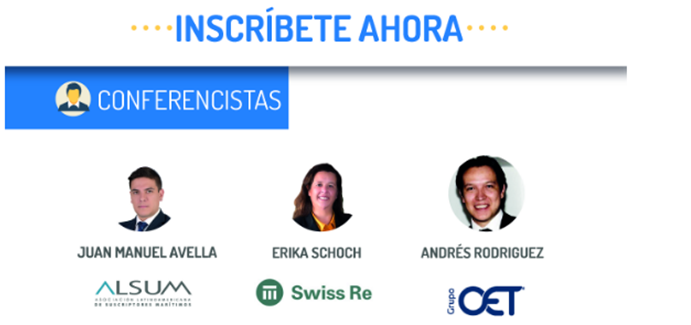 INSCRÍBETE AHORA
CONFERENCISTAS
JUAN MANUEL AVELLA
ERIKA SCHOCH
ANDRÉS RODRIGUEZ
ALSUM
ASOCIACIÓN LATINOAMERICANA
DE SUSCRIPTORES MARÍTIMOS
Swiss Re
Grupo OET®